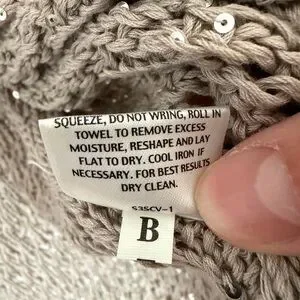 SQUEEZE, DO NOT WRING, ROLL IN
TOWEL TO REMOVE EXCESS
MOISTURE, RESHAPE AND LAY
FLAT TO DRY. COOL IRON IF
NECESSARY. FOR BEST RESULTS
DRY CLEAN.
S3SCV-1
B